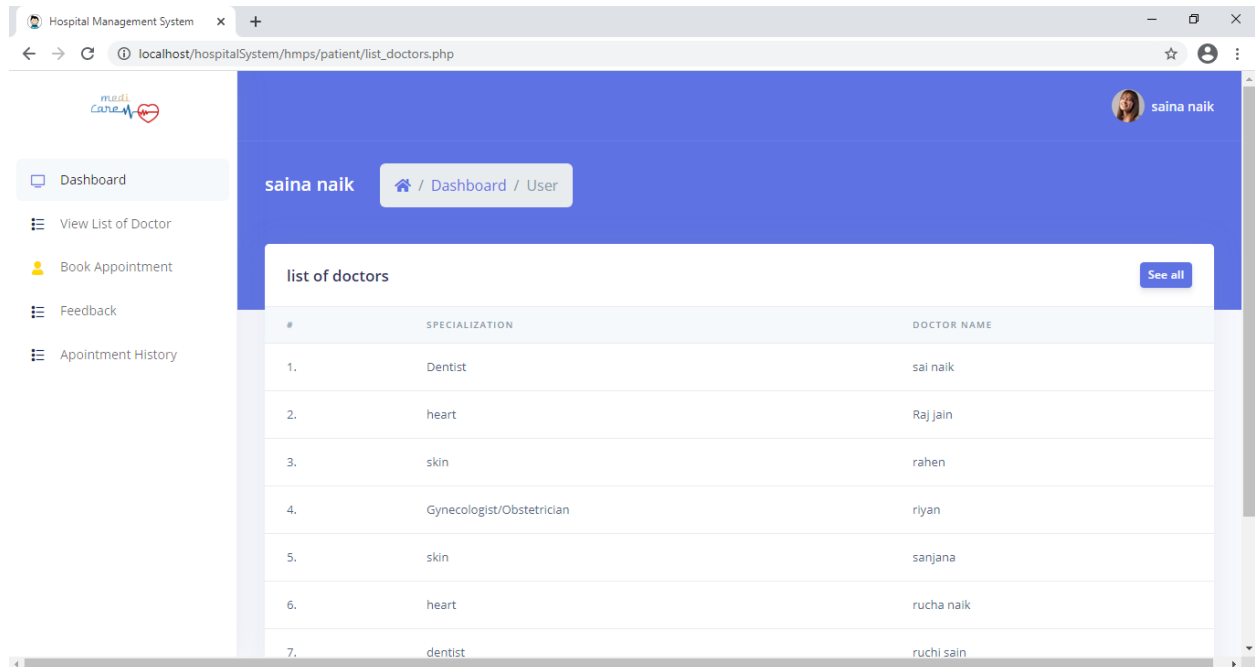 Hospital Management System
localhost/hospitalSystem/hmps/patient/list_doctors.php
medi
care
saina naik
Dashboard
View List of Doctor
Book Appointment
Feedback
Apointment History
saina naik / Dashboard / User
list of doctors See all
# SPECIALIZATION DOCTOR NAME
1. Dentist sai naik
2. heart Raj jain
3. skin rahen
4. Gynecologist/Obstetrician riyan
5. skin sanjana
6. heart rucha naik
7. dentist ruchi sain